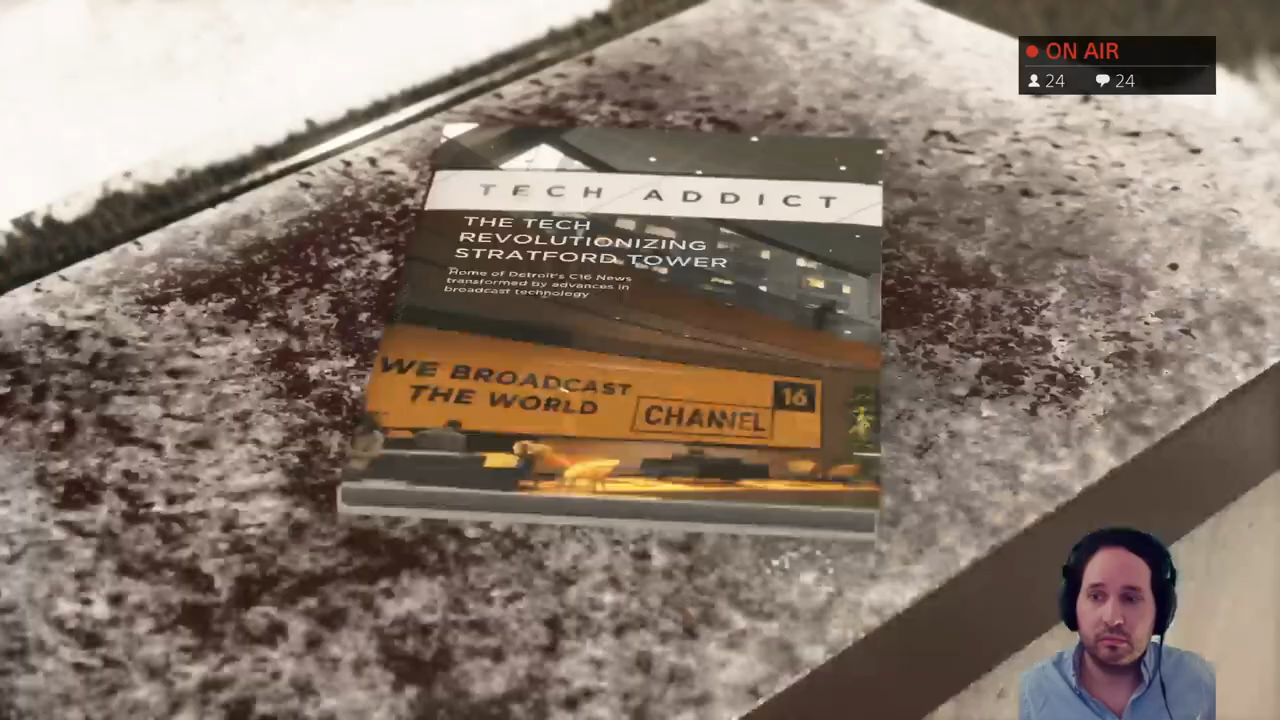 ON AIR
24 24
TECH ADDICT
THE TECH
REVOLUTIONIZING
STRATFORD TOWER
Home of Detroit's C16 News
transformed by advances in
broadcast technology
WE BROADCAST
THE WORLD
CHANNEL 16